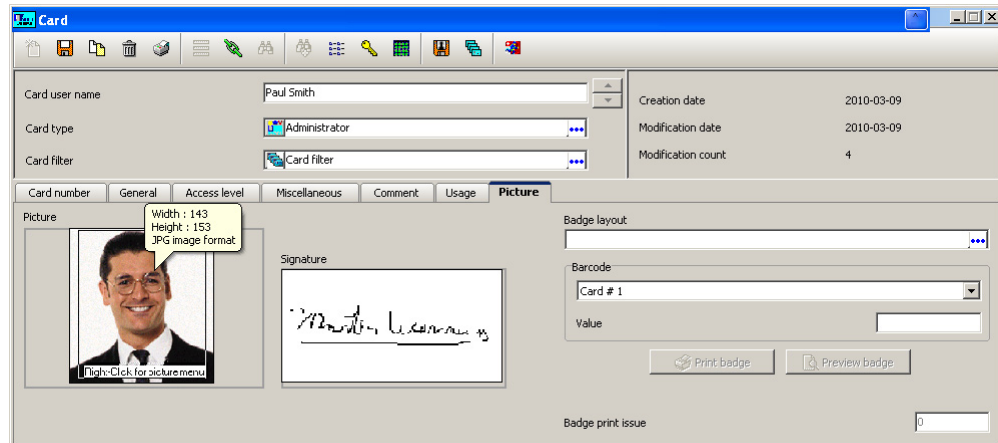 Card
Card user name
Paul Smith
Card type
Administrator
Card filter
Card filter
Creation date
2010-03-09
Modification date
2010-03-09
Modification count
4
Card number
General
Access level
Miscellaneous
Comment
Usage
Picture
Picture
Width : 143
Height : 153
JPG image format
Right-Click for picture menu
Signature
Badge layout
Barcode
Card # 1
Value
Print badge
Preview badge
Badge print issue
0